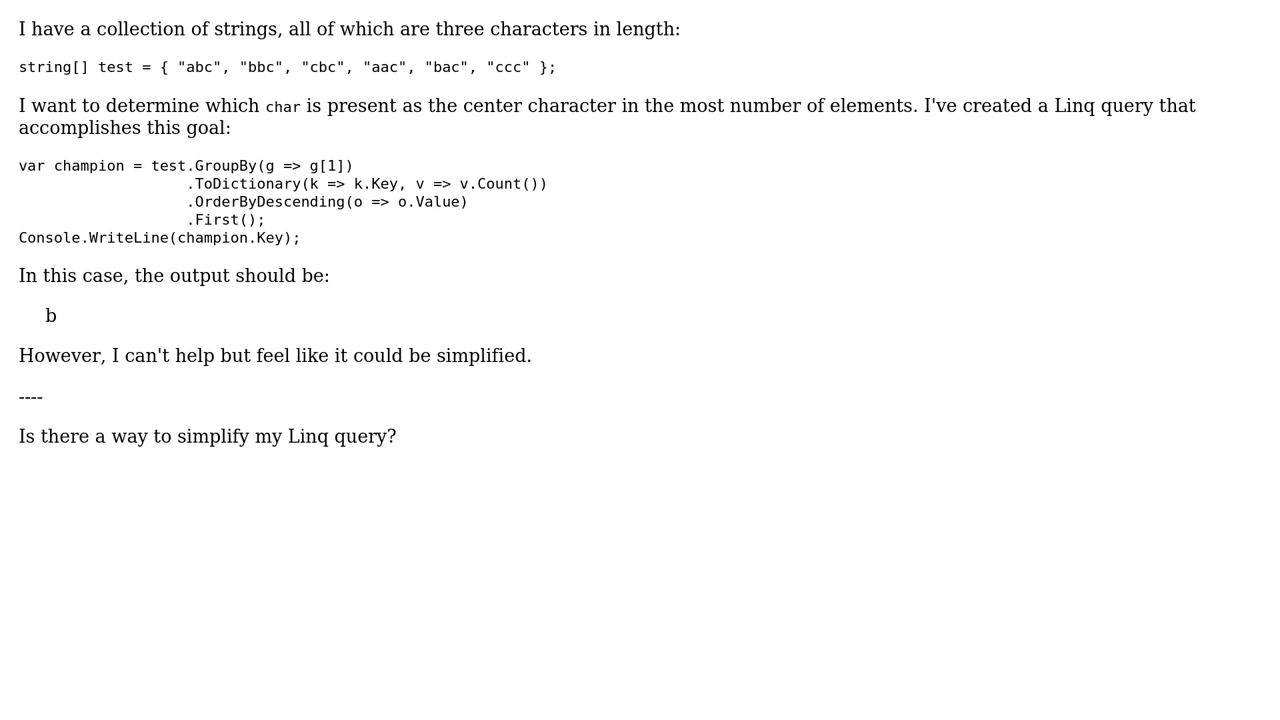 I have a collection of strings, all of which are three characters in length:
string[] test = { "abc", "bbc", "cbc", "aac", "bac", "ccc" };
I want to determine which char is present as the center character in the most number of elements. I've created a Linq query that
accomplishes this goal:
var champion = test.GroupBy(g => g[1])
                   .ToDictionary(k => k.Key, v => v.Count())
                   .OrderByDescending(o => o.Value)
                   .First();
Console.WriteLine(champion.Key);
In this case, the output should be:
b
However, I can't help but feel like it could be simplified.
----
Is there a way to simplify my Linq query?